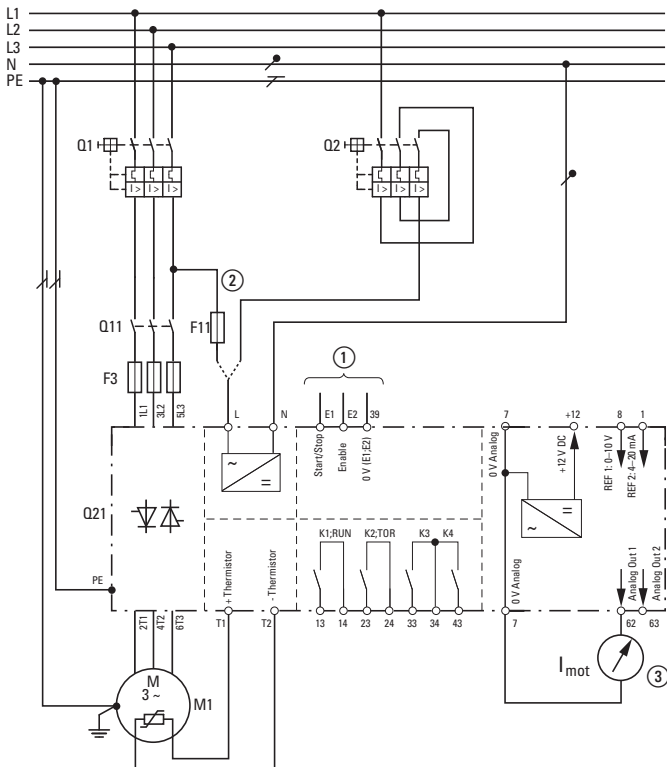 L1
L2
L3
N
PE
Q1
I >
I >
I >
Q2
I >
I >
I >
2
Q11
F11
F3
1L1
3L2
5L3
1
L
N
E1
E2
39
7
+12
8
1
Start/Stop
Enable
0 V (E1;E2)
0 V Analog
+12 V DC
REF 1: 0–10 V
REF 2: 4–20 mA
~
=
~
=
Q21
K1;RUN
K2;TOR
K3
K4
PE
+ Thermistor
- Thermistor
0 V Analog
Analog Out 1
Analog Out 2
2T1
4T2
6T3
T1
T2
13
14
23
24
33
34
43
7
62
63
M
3 ~
M1
Imot
3